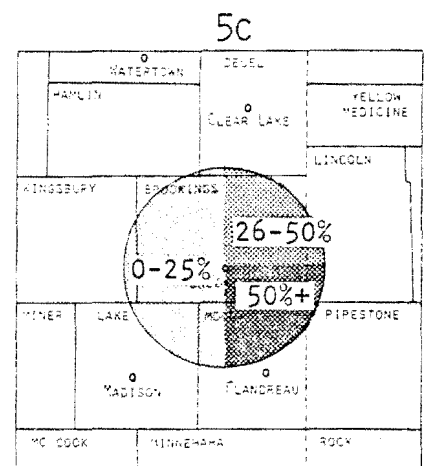 5c
WATERTOWN
DEUEL
HAMLIN
CLEAR LAKE
YELLOW
MEDICINE
LINCOLN
KINGSBURY
BROOKINGS
26-50%
0-25%
50%+
MINER
LAKE
MO
PIPESTONE
MADISON
FLANDREAU
MC COOK
MINNEHAHA
ROCK